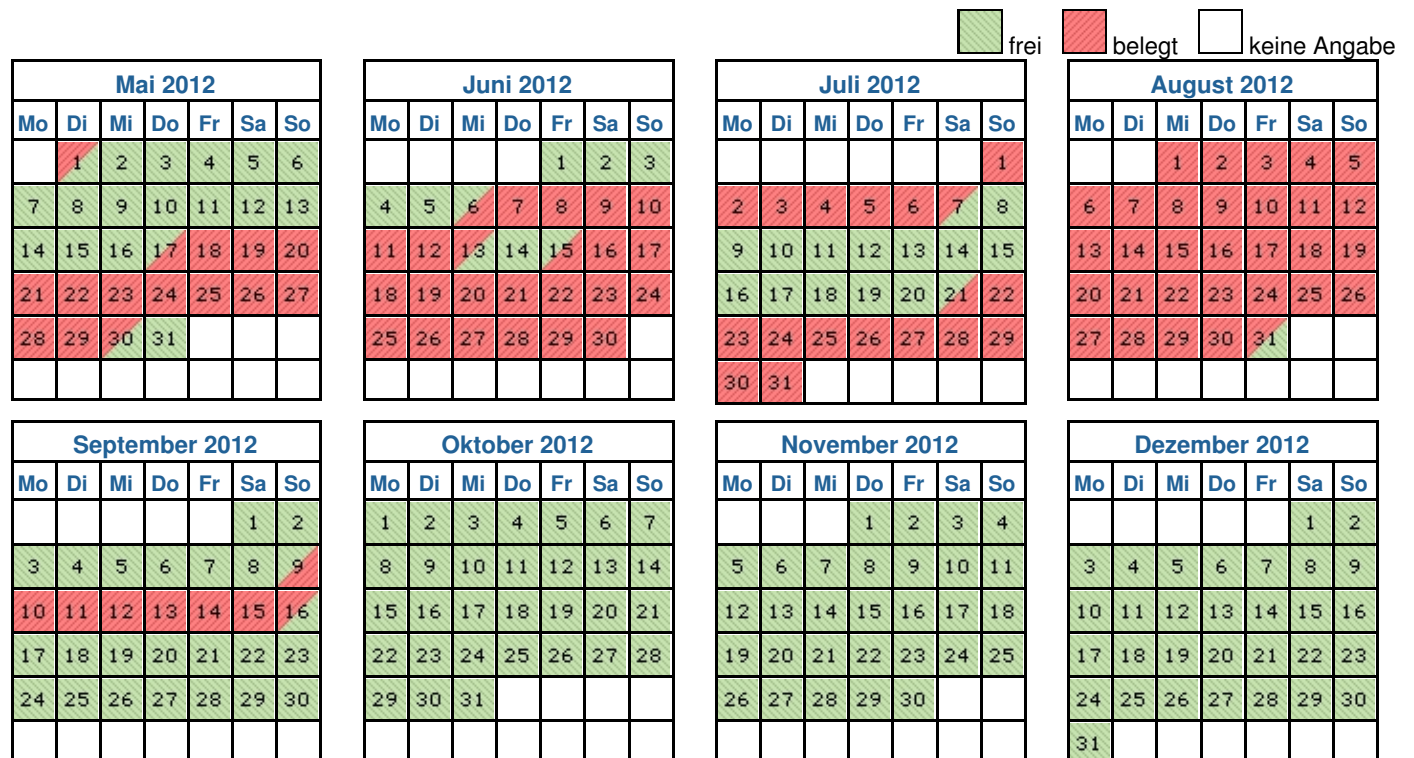 frei belegt keine Angabe
Mai 2012
Mo Di Mi Do Fr Sa So
1 2 3 4 5 6
7 8 9 10 11 12 13
14 15 16 17 18 19 20
21 22 23 24 25 26 27
28 29 30 31
Juni 2012
Mo Di Mi Do Fr Sa So
1 2 3
4 5 6 7 8 9 10
11 12 13 14 15 16 17
18 19 20 21 22 23 24
25 26 27 28 29 30
Juli 2012
Mo Di Mi Do Fr Sa So
1
2 3 4 5 6 7 8
9 10 11 12 13 14 15
16 17 18 19 20 21 22
23 24 25 26 27 28 29
30 31
August 2012
Mo Di Mi Do Fr Sa So
1 2 3 4 5
6 7 8 9 10 11 12
13 14 15 16 17 18 19
20 21 22 23 24 25 26
27 28 29 30 31
September 2012
Mo Di Mi Do Fr Sa So
1 2
3 4 5 6 7 8 9
10 11 12 13 14 15 16
17 18 19 20 21 22 23
24 25 26 27 28 29 30
Oktober 2012
Mo Di Mi Do Fr Sa So
1 2 3 4 5 6 7
8 9 10 11 12 13 14
15 16 17 18 19 20 21
22 23 24 25 26 27 28
29 30 31
November 2012
Mo Di Mi Do Fr Sa So
1 2 3 4
5 6 7 8 9 10 11
12 13 14 15 16 17 18
19 20 21 22 23 24 25
26 27 28 29 30
Dezember 2012
Mo Di Mi Do Fr Sa So
1 2
3 4 5 6 7 8 9
10 11 12 13 14 15 16
17 18 19 20 21 22 23
24 25 26 27 28 29 30
31